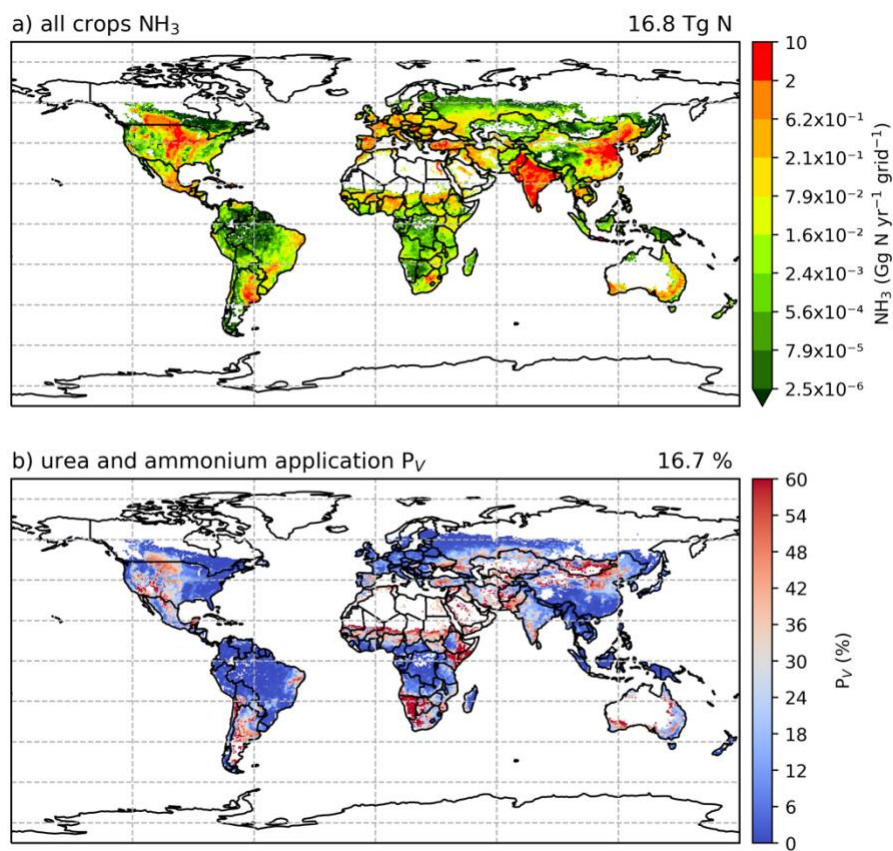 a) all crops NH₃ 16.8 Tg N
10
2
6.2x10⁻¹
2.1x10⁻¹
7.9x10⁻²
1.6x10⁻²
2.4x10⁻³
5.6x10⁻⁴
7.9x10⁻⁵
2.5x10⁻⁶
NH₃ (Gg N yr⁻¹ grid⁻¹)
b) urea and ammonium application Pᵥ 16.7 %
60
54
48
42
36
30
24
18
12
6
0
Pᵥ (%)